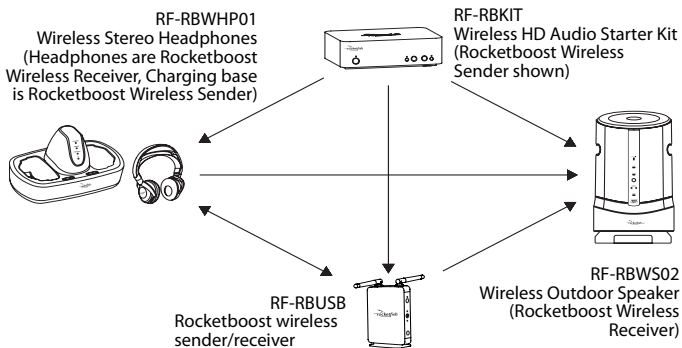 RF-RBWHP01
Wireless Stereo Headphones
(Headphones are Rocketboost
Wireless Receiver, Charging base
is Rocketboost Wireless Sender)
RF-RBKIT
Wireless HD Audio Starter Kit
(Rocketboost Wireless
Sender shown)
rocketfish
RF-RBUSB
Rocketboost wireless
sender/receiver
RF-RBWS02
Wireless Outdoor Speaker
(Rocketboost Wireless
Receiver)